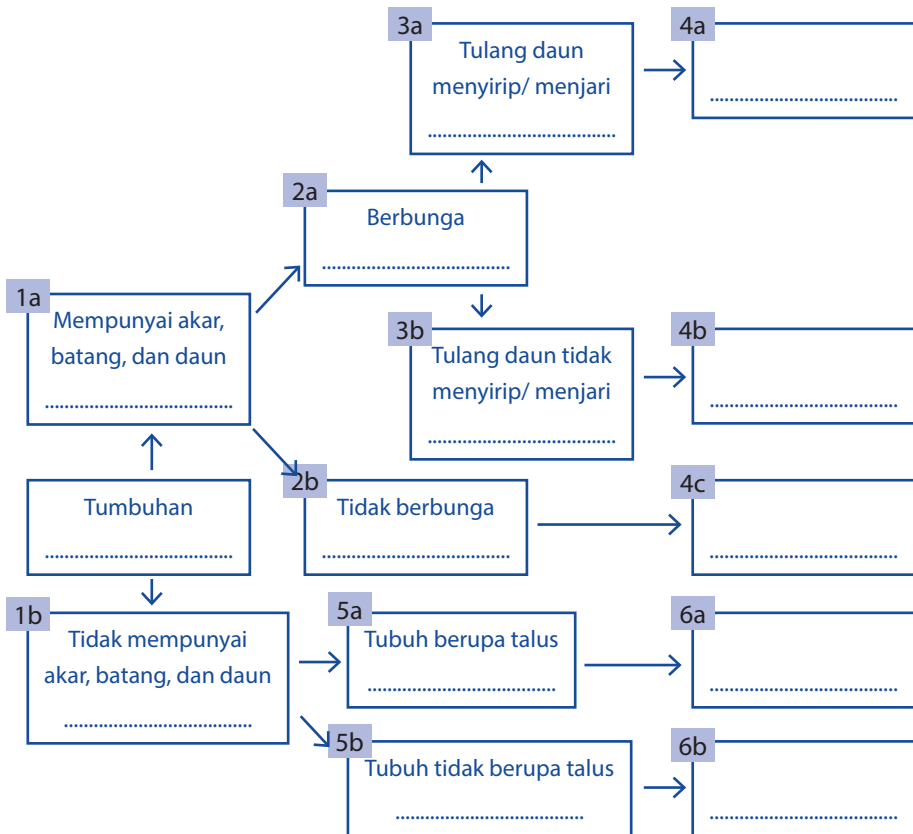 3a
Tulang daun
menyirip/ menjari
................................................
4a
................................................
2a
Berbunga
................................................
1a
Mempunyai akar,
batang, dan daun
................................................
3b
Tulang daun tidak
menyirip/ menjari
................................................
4b
................................................
Tumbuhan
................................................
2b
Tidak berbunga
................................................
4c
................................................
1b
Tidak mempunyai
akar, batang, dan daun
................................................
5a
Tubuh berupa talus
................................................
6a
................................................
5b
Tubuh tidak berupa talus
................................................
6b
................................................